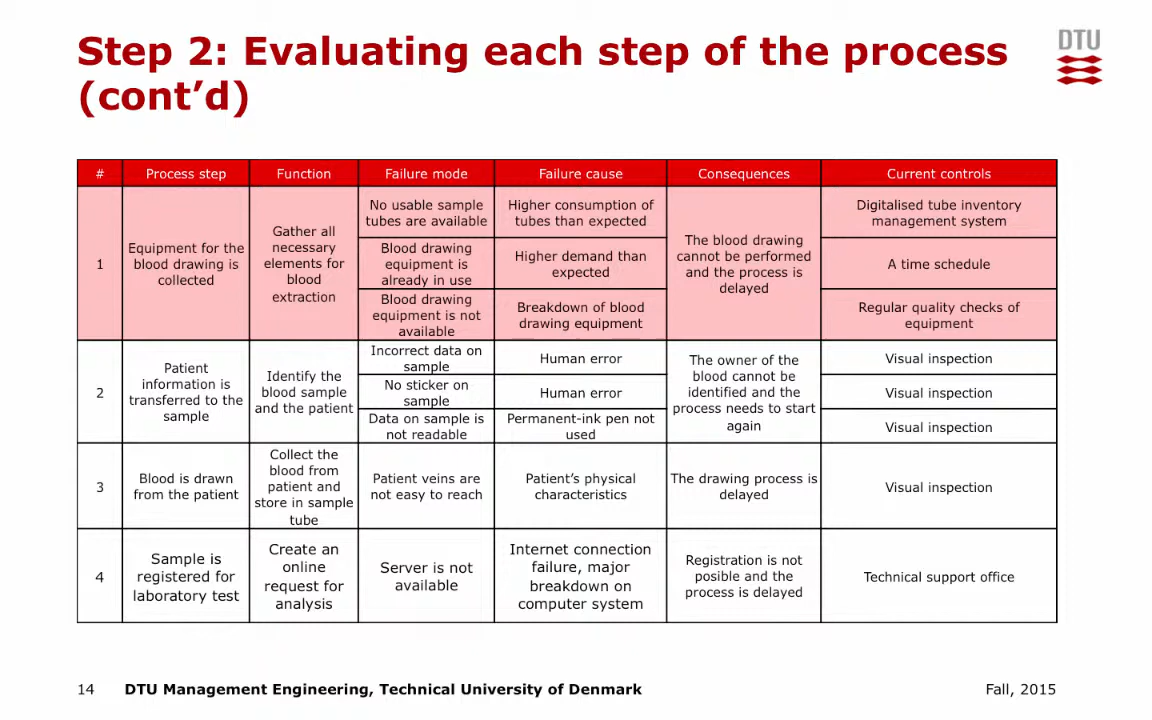 Step 2: Evaluating each step of the process
(cont’d)
DTU
# Process step Function Failure mode Failure cause Consequences Current controls
1
Equipment for the
blood drawing is
collected
Gather all
necessary
elements for
blood
extraction
No usable sample
tubes are available
Higher consumption of
tubes than expected
The blood drawing
cannot be performed
and the process is
delayed
Digitalised tube inventory
management system
Blood drawing
equipment is
already in use
Higher demand than
expected
A time schedule
Blood drawing
equipment is not
available
Breakdown of blood
drawing equipment
Regular quality checks of
equipment
2
Patient
information is
transferred to the
sample
Identify the
blood sample
and the patient
Incorrect data on
sample
Human error
The owner of the
blood cannot be
identified and the
process needs to start
again
Visual inspection
No sticker on
sample
Human error
Visual inspection
Data on sample is
not readable
Permanent-ink pen not
used
Visual inspection
3
Blood is drawn
from the patient
Collect the
blood from
patient and
store in sample
tube
Patient veins are
not easy to reach
Patient’s physical
characteristics
The drawing process is
delayed
Visual inspection
4
Sample is
registered for
laboratory test
Create an
online
request for
analysis
Server is not
available
Internet connection
failure, major
breakdown on
computer system
Registration is not
posible and the
process is delayed
Technical support office
14 DTU Management Engineering, Technical University of Denmark Fall, 2015